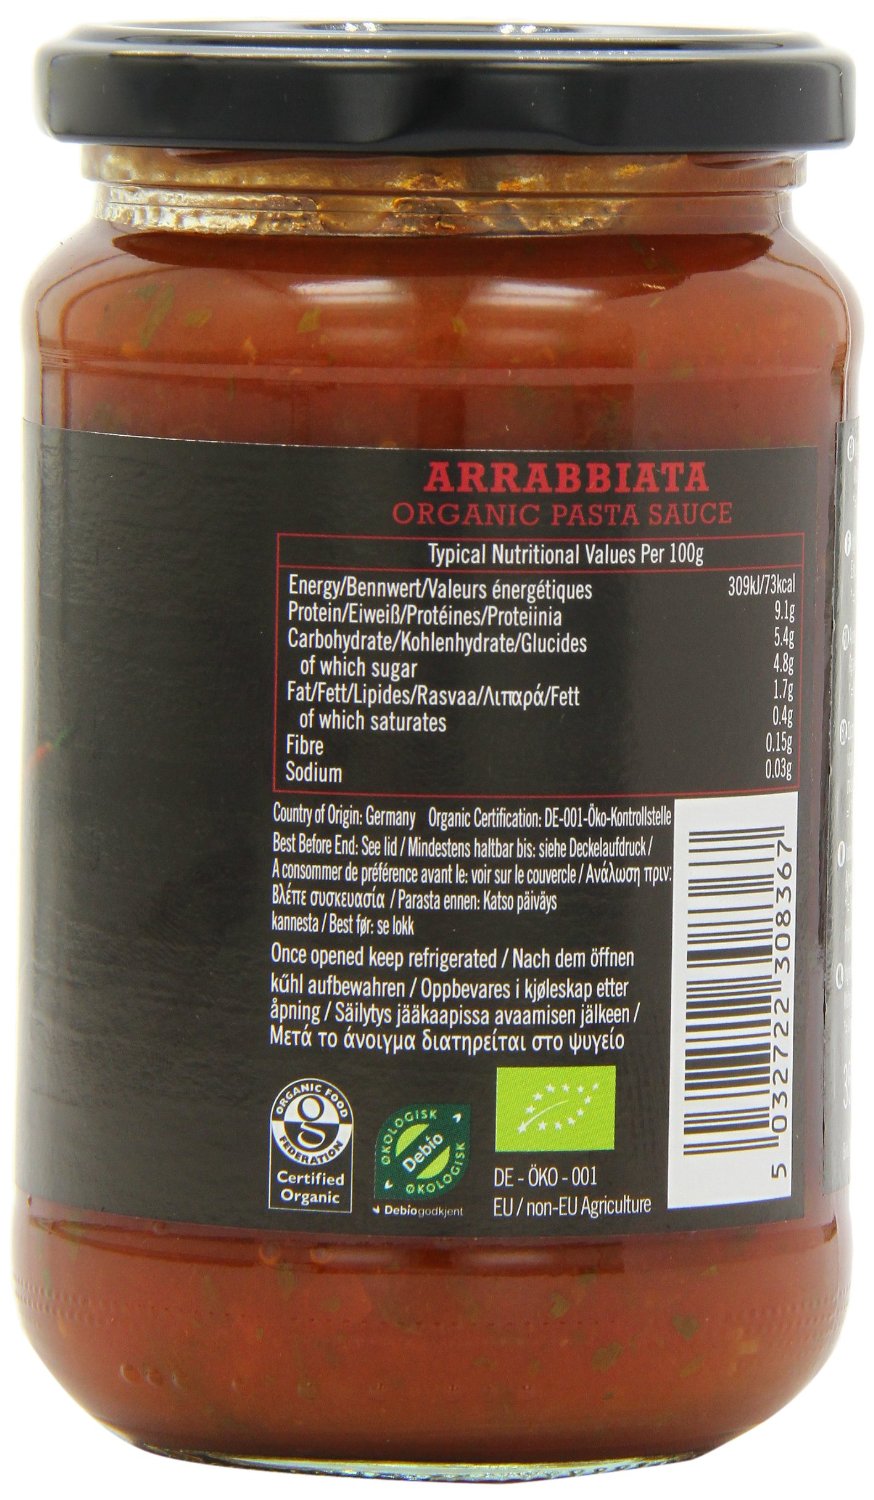 ARRABBIATA
ORGANIC PASTA SAUCE
Typical Nutritional Values Per 100g
Energy/Bennwert/Valeurs énergétiques 309kJ/73kcal
Protein/Eiweiß/Protéines/Proteiinia 9.1g
Carbohydrate/Kohlenhydrate/Glucides 5.4g
of which sugar 4.8g
Fat/Fett/Lipides/Rasvaa/Λιπαρά/Fett 1.7g
of which saturates 0.4g
Fibre 0.15g
Sodium 0.03g
Country of Origin: Germany Organic Certification: DE-001-Öko-Kontrollstelle
Best Before End: See lid / Mindestens haltbar bis: siehe Deckelaufdruck /
A consommer de préférence avant le: voir sur le couvercle / Ανάλωση πριν:
Βλέπε συσκευασία / Parasta ennen: Katso päiväys
kannesta / Best før: se lokk
Once opened keep refrigerated / Nach dem öffnen
kűhl aufbewahren / Oppbevares i kjøleskap etter
åpning / Säilytys jääkaapissa avaamisen jälkeen /
Μετά το άνοιγμα διατηρείται στο ψυγείο
5 032722 308367
ORGANIC FOOD
FEDERATION
Certified
Organic
ØKOLOGISK
Debio
ØKOLOGISK
Debiogodkjent
DE - ÖKO - 001
EU / non-EU Agriculture